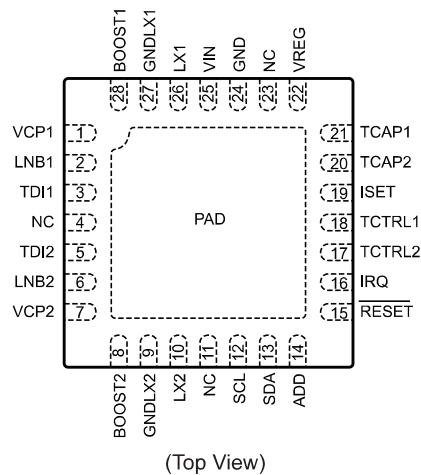 BOOST1
GNDLX1
LX1
VIN
GND
NC
VREG
28
27
26
25
24
23
22
VCP1 1
LNB1 2
TDI1 3
NC 4
TDI2 5
LNB2 6
VCP2 7
PAD
21 TCAP1
20 TCAP2
19 ISET
18 TCTRL1
17 TCTRL2
16 IRQ
15 RESET
8
9
10
11
12
13
14
BOOST2
GNDLX2
LX2
NC
SCL
SDA
ADD
(Top View)